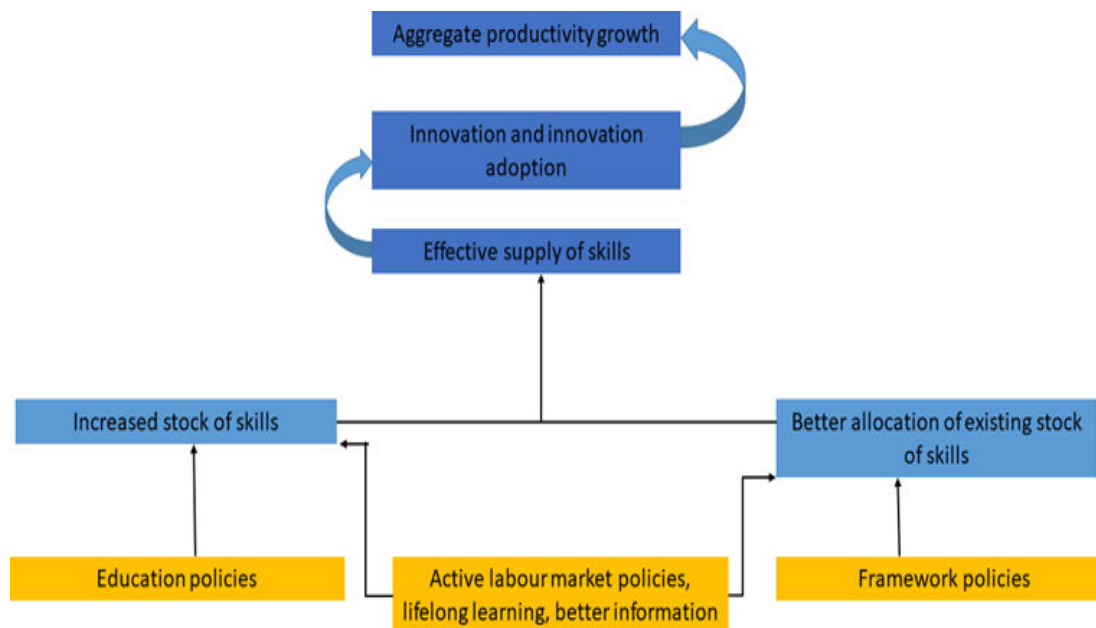 Aggregate productivity growth
Innovation and innovation
adoption
Effective supply of skills
Increased stock of skills
Better allocation of existing stock
of skills
Education policies
Active labour market policies,
lifelong learning, better information
Framework policies